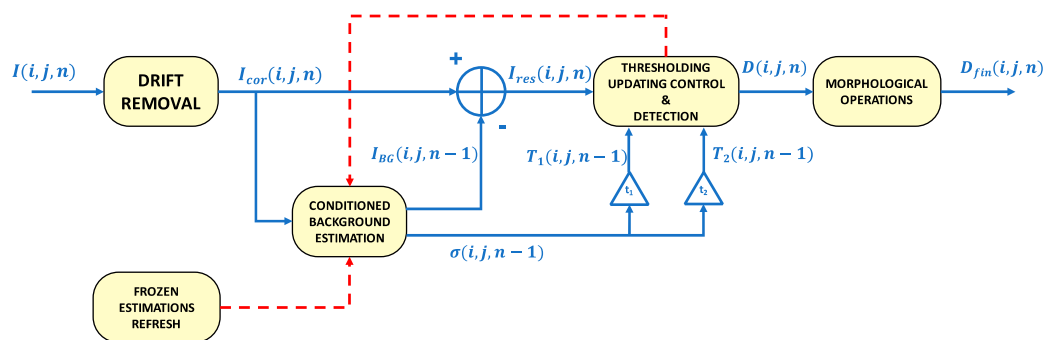 I(i,j,n)
DRIFT
REMOVAL
I_cor(i,j,n)
+
-
I_res(i,j,n)
THRESHOLDING
UPDATING CONTROL
&
DETECTION
D(i,j,n)
MORPHOLOGICAL
OPERATIONS
D_fin(i,j,n)
I_BG(i,j,n−1)
T_1(i,j,n−1)
T_2(i,j,n−1)
t_1
t_2
CONDITIONED
BACKGROUND
ESTIMATION
σ(i,j,n−1)
FROZEN
ESTIMATIONS
REFRESH